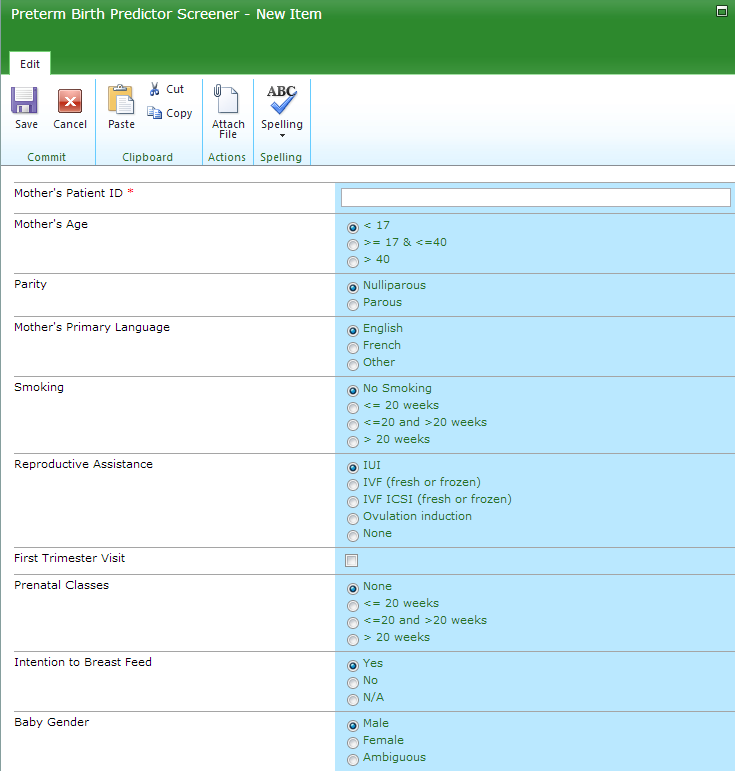 Preterm Birth Predictor Screener - New Item
Edit
Save
Cancel
Paste
Cut
Copy
Attach
File
ABC
Spelling
Commit
Clipboard
Actions
Spelling
Mother's Patient ID *
Mother's Age
< 17
>= 17 & <=40
> 40
Parity
Nulliparous
Parous
Mother's Primary Language
English
French
Other
Smoking
No Smoking
<= 20 weeks
<=20 and >20 weeks
> 20 weeks
Reproductive Assistance
IUI
IVF (fresh or frozen)
IVF ICSI (fresh or frozen)
Ovulation induction
None
First Trimester Visit
Prenatal Classes
None
<= 20 weeks
<=20 and >20 weeks
> 20 weeks
Intention to Breast Feed
Yes
No
N/A
Baby Gender
Male
Female
Ambiguous